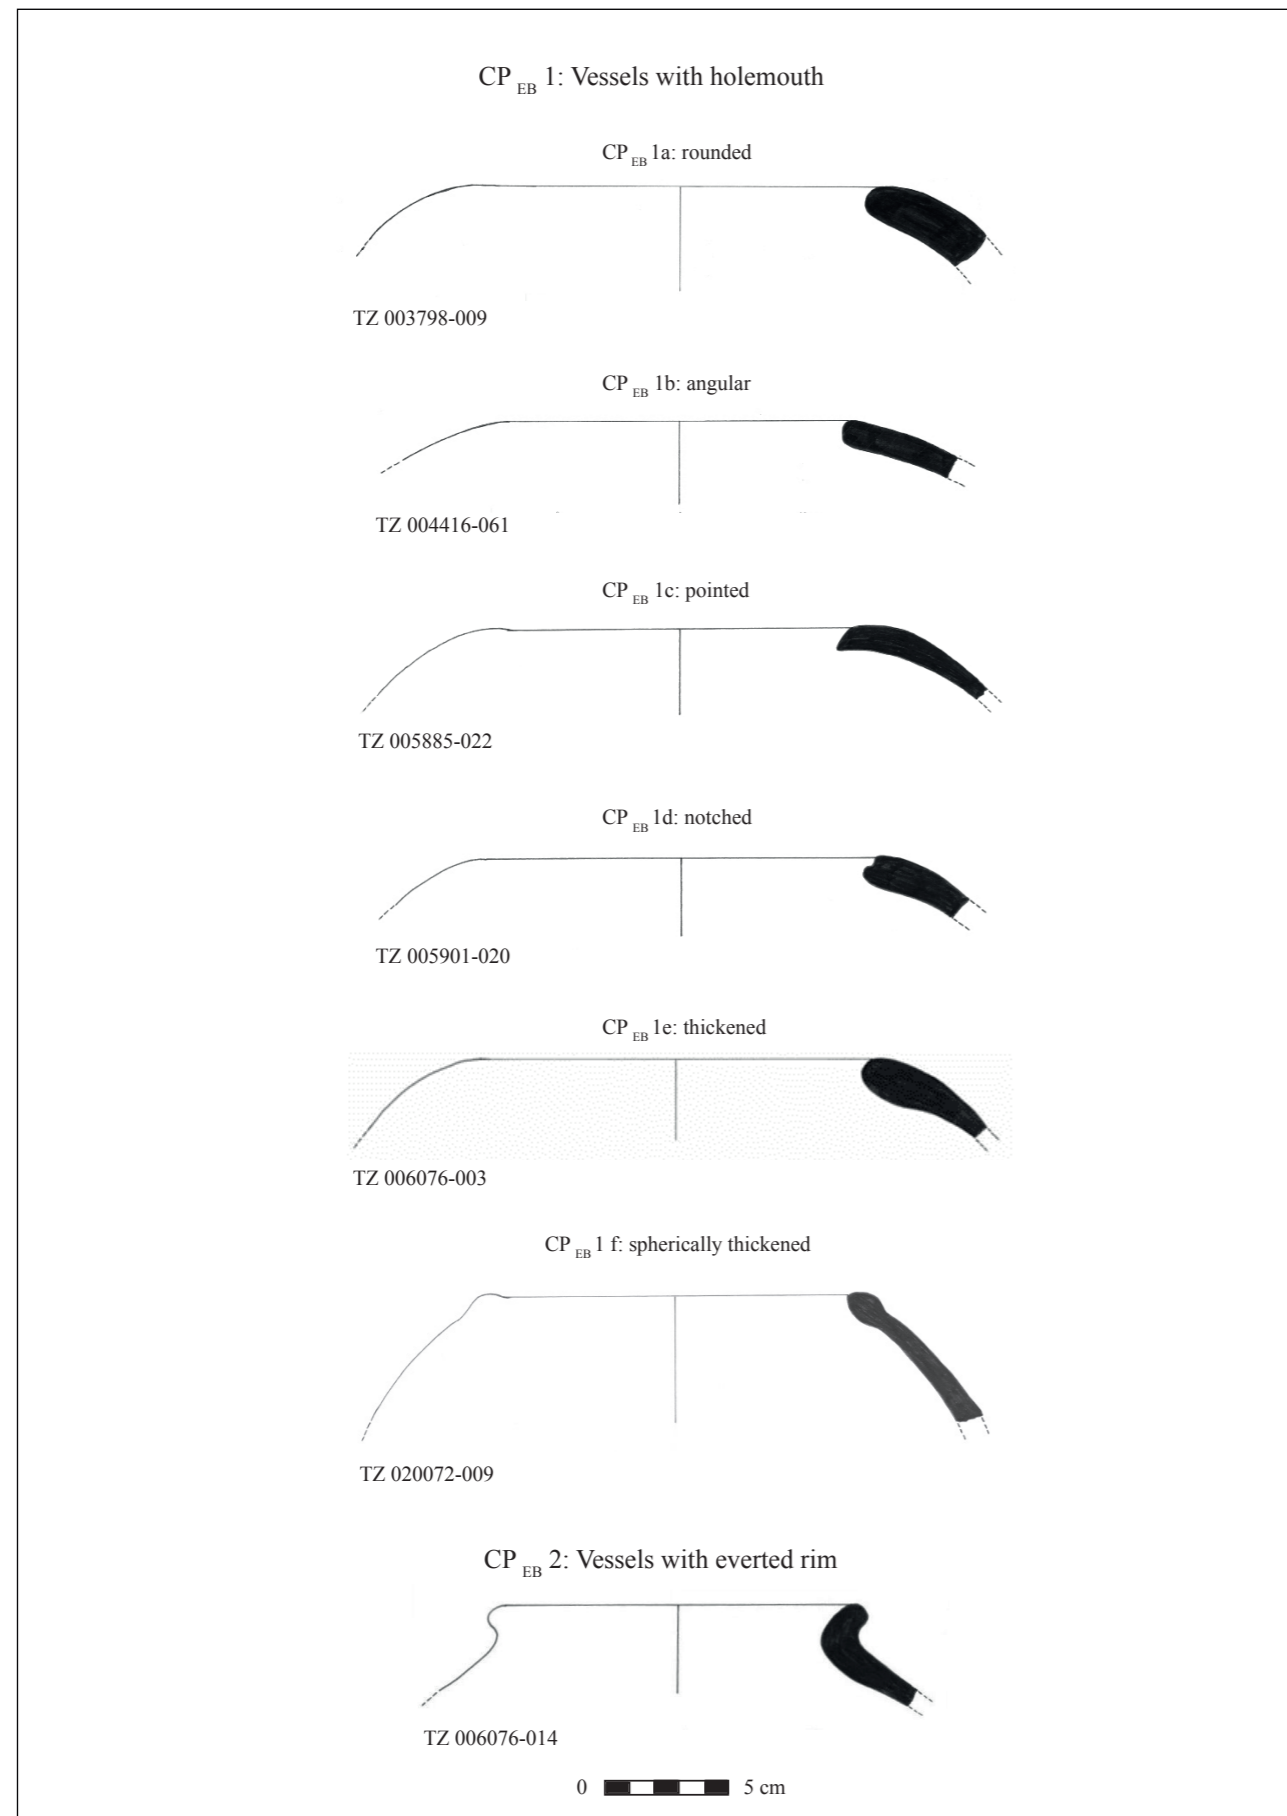 CP EB 1: Vessels with holemouth
CP EB 1a: rounded
TZ 003798-009
CP EB 1b: angular
TZ 004416-061
CP EB 1c: pointed
TZ 005885-022
CP EB 1d: notched
TZ 005901-020
CP EB 1e: thickened
TZ 006076-003
CP EB 1 f: spherically thickened
TZ 020072-009
CP EB 2: Vessels with everted rim
TZ 006076-014
0 5 cm